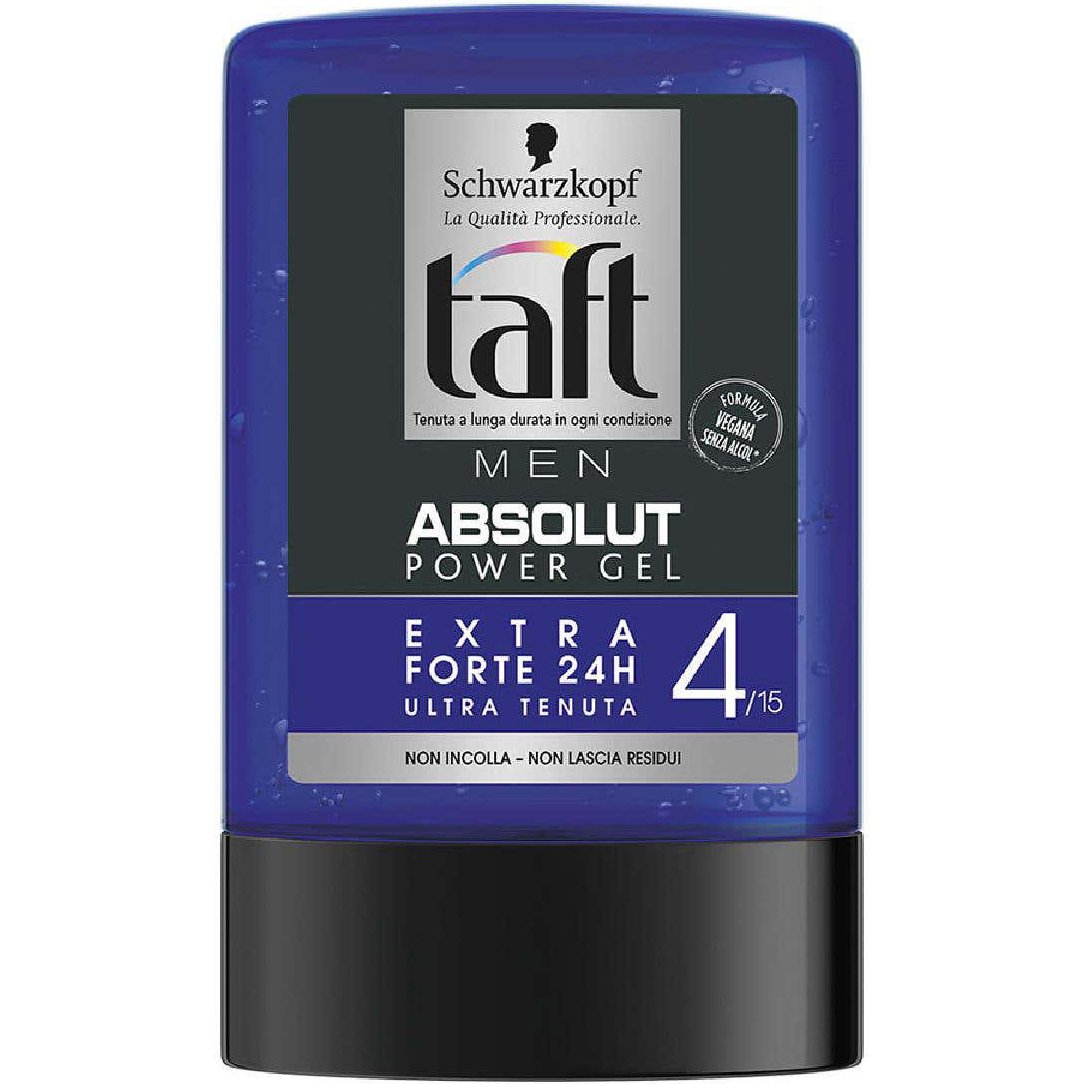 Schwarzkopf
La Qualità Professionale.
taft
Tenuta a lunga durata in ogni condizione
FORMULA
VEGANA
SENZA ALCOL*
MEN
ABSOLUT
POWER GEL
EXTRA
FORTE 24H
ULTRA TENUTA
4/15
NON INCOLLA – NON LASCIA RESIDUI